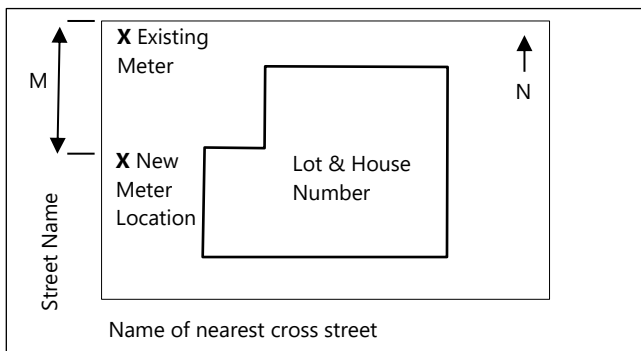 X Existing
Meter
M
N
X New
Meter
Location
Lot & House
Number
Street Name
Name of nearest cross street